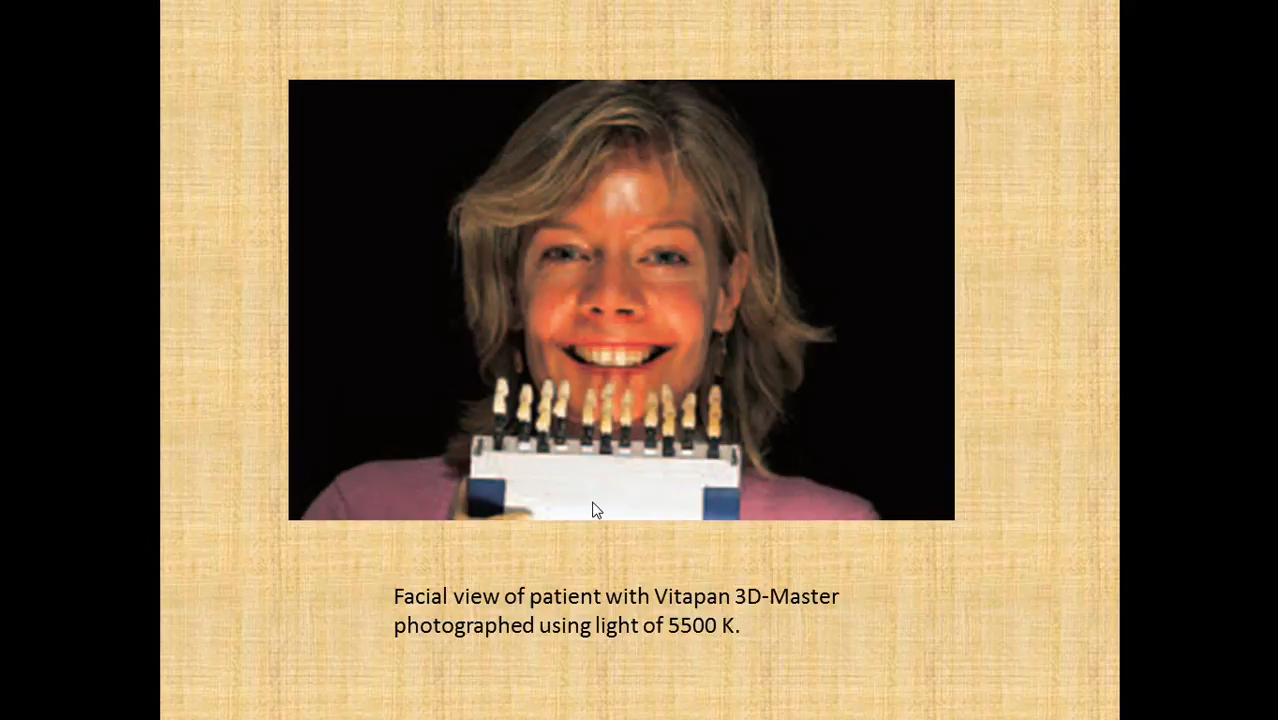 Facial view of patient with Vitapan 3D-Master
photographed using light of 5500 K.